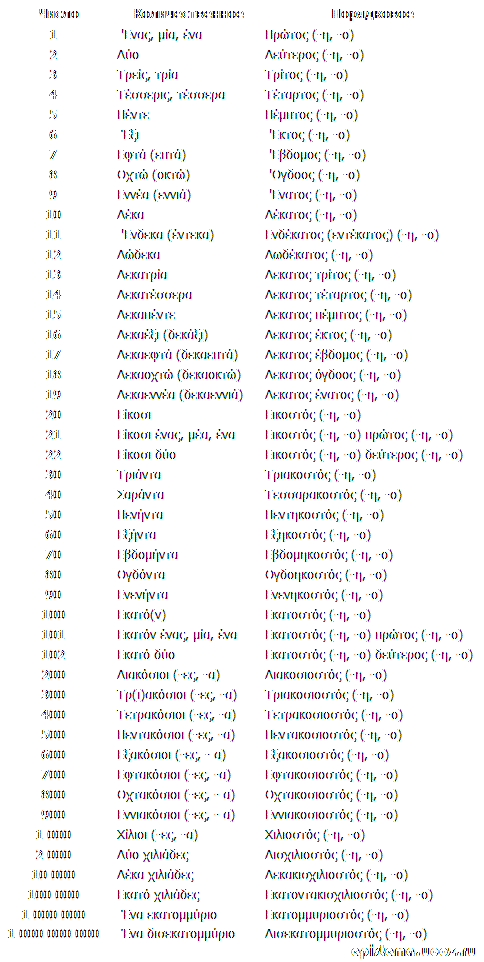 Число Количественное Порядковое
1 Ένας, μία, ένα Πρώτος (-η, -ο)
2 Δύο Δεύτερος (-η, -ο)
3 Τρείς, τρία Τρίτος (-η, -ο)
4 Τέσσερις, τέσσερα Τέταρτος (-η, -ο)
5 Πέντε Πέμπτος (-η, -ο)
6 Έξι Έκτος (-η, -ο)
7 Εφτά (επτά) Έβδομος (-η, -ο)
8 Οχτώ (οκτώ) Όγδοος (-η, -ο)
9 Εννέα (εννιά) Ένατος (-η, -ο)
10 Δέκα Δέκατος (-η, -ο)
11 Ένδεκα (έντεκα) Ενδέκατος (εντέκατος) (-η, -ο)
12 Δώδεκα Δωδέκατος (-η, -ο)
13 Δεκατρία Δέκατος τρίτος (-η, -ο)
14 Δεκατέσσερα Δέκατος τέταρτος (-η, -ο)
15 Δεκαπέντε Δέκατος πέμπτος (-η, -ο)
16 Δεκαέξι (δεκάξι) Δέκατος έκτος (-η, -ο)
17 Δεκαεφτά (δεκαεπτά) Δέκατος έβδομος (-η, -ο)
18 Δεκαοχτώ (δεκαοκτώ) Δέκατος όγδοος (-η, -ο)
19 Δεκαεννέα (δεκαεννιά) Δέκατος ένατος (-η, -ο)
20 Είκοσι Εικοστός (-η, -ο)
21 Είκοσι ένας, μέα, ένα Εικοστός (-η, -ο) πρώτος (-η, -ο)
22 Είκοσι δύο Εικοστός (-η, -ο) δεύτερος (-η, -ο)
30 Τριάντα Τριακοστός (-η, -ο)
40 Σαράντα Τεσσαρακοστός (-η, -ο)
50 Πενήντα Πεντηκοστός (-η, -ο)
60 Εξήντα Εξηκοστός (-η, -ο)
70 Εβδομήντα Εβδομηκοστός (-η, -ο)
80 Ογδόντα Ογδοηκοστός (-η, -ο)
90 Ενενήντα Ενενηκοστός (-η, -ο)
100 Εκατό(ν) Εκατοστός (-η, -ο)
101 Εκατόν ένας, μία, ένα Εκατοστός (-η, -ο) πρώτος (-η, -ο)
102 Εκατό δύο Εκατοστός (-η, -ο) δεύτερος (-η, -ο)
200 Διακόσιοι (-ες, -α) Διακοσιοστός (-η, -ο)
300 Τρ(ι)ακόσιοι (-ες, -α) Τριακοσιοστός (-η, -ο)
400 Τετρακόσιοι (-ες, -α) Τετρακοσιοστός (-η, -ο)
500 Πεντακόσιοι (-ες, -α) Πεντακοσιοστός (-η, -ο)
600 Εξακόσιοι (-ες, -α) Εξακοσιοστός (-η, -ο)
700 Εφτακόσιοι (-ες, -α) Εφτακοσιοστός (-η, -ο)
800 Οχτακόσιοι (-ες, -α) Οχτακοσιοστός (-η, -ο)
900 Εννιακόσιοι (-ες, -α) Εννιακοσιοστός (-η, -ο)
1 000 Χίλιοι (-ες, -α) Χιλιοστός (-η, -ο)
2 000 Δύο χιλιάδες Δισχιλιοστός (-η, -ο)
10 000 Δέκα χιλιάδες Δεκακισχιλιοστός (-η, -ο)
100 000 Εκατό χιλιάδες Εκατοντακισχιλιοστός (-η, -ο)
1 000 000 Ένα εκατομμύριο Εκατομμυριοστός (-η, -ο)
1 000 000 000 Ένα δισεκατομμύριο Δισεκατομμυριοστός (-η, -ο)